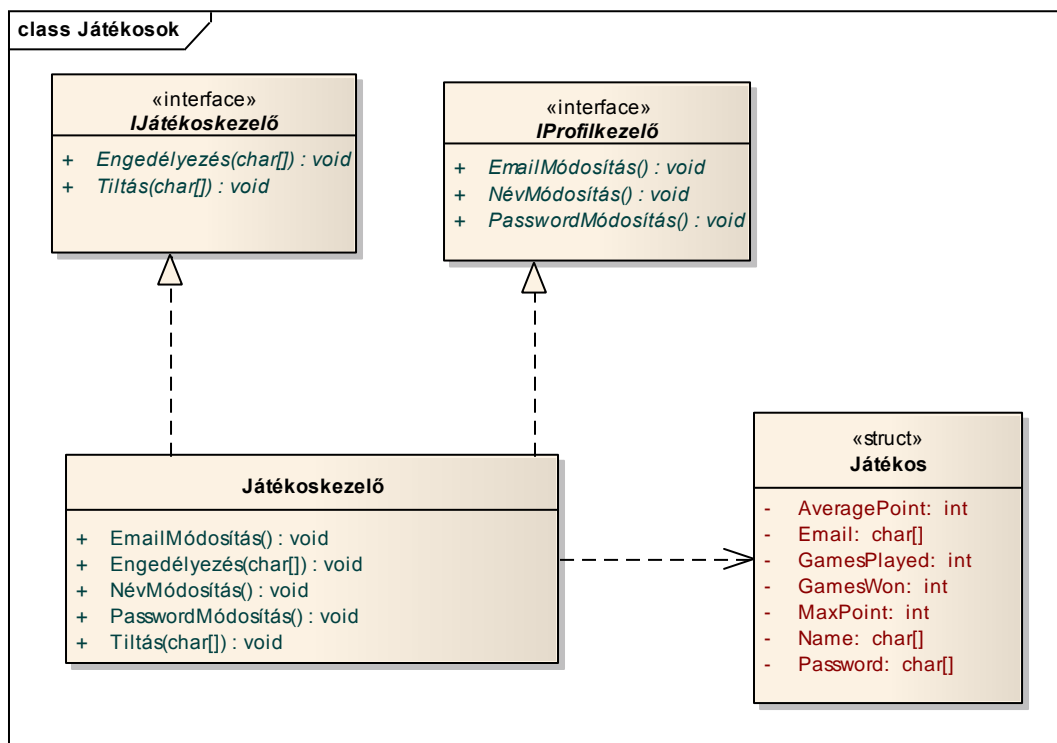 class Játékosok
«interface»
IJátékoskezelő
+ Engedélyezés(char[]) : void
+ Tiltás(char[]) : void
«interface»
IProfilkezelő
+ EmailMódosítás() : void
+ NévMódosítás() : void
+ PasswordMódosítás() : void
Játékoskezelő
+ EmailMódosítás() : void
+ Engedélyezés(char[]) : void
+ NévMódosítás() : void
+ PasswordMódosítás() : void
+ Tiltás(char[]) : void
«struct»
Játékos
- AveragePoint: int
- Email: char[]
- GamesPlayed: int
- GamesWon: int
- MaxPoint: int
- Name: char[]
- Password: char[]